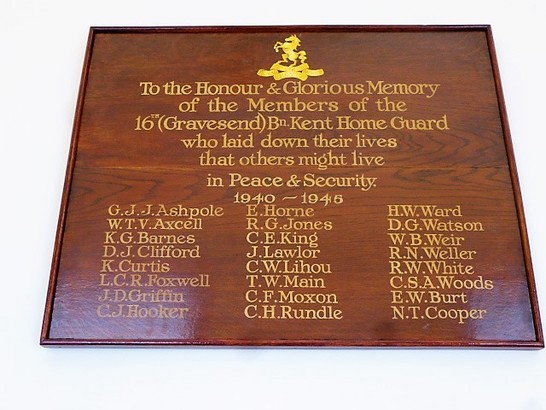 To the Honour & Glorious Memory
of the Members of the
16TH (Gravesend) Bn. Kent Home Guard
who laid down their lives
that others might live
in Peace & Security.
1940 ~ 1945
G.J.J.Ashpole
W.T.V.Axcell
K.G.Barnes
D.J.Clifford
K.Curtis
L.C.R.Foxwell
J.D.Griffin
C.J.Hooker
E.Horne
R.G.Jones
C.E.King
J.Lawlor
C.W.Lihou
T.W.Main
C.F.Moxon
C.H.Rundle
H.W.Ward
D.G.Watson
W.B.Weir
R.N.Weller
R.W.White
C.S.A.Woods
E.W.Burt
N.T.Cooper